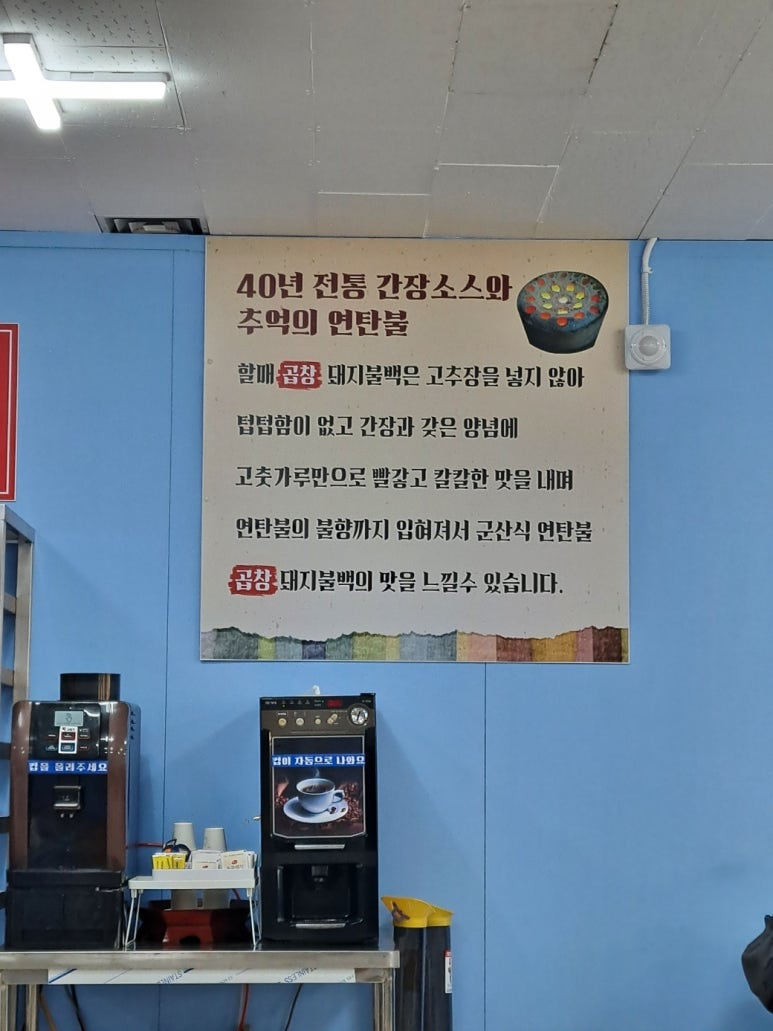 40년 전통 간장소스와
추억의 연탄불
할매 곱창 돼지불백은 고추장을 넣지 않아
텁텁함이 없고 간장과 갖은 양념에
고춧가루만으로 빨갛고 칼칼한 맛을 내며
연탄불의 불향까지 입혀져서 군산식 연탄불
곱창 돼지불백의 맛을 느낄수 있습니다.
컵을 올려주세요
컵이 자동으로 나와요
STAINLESS